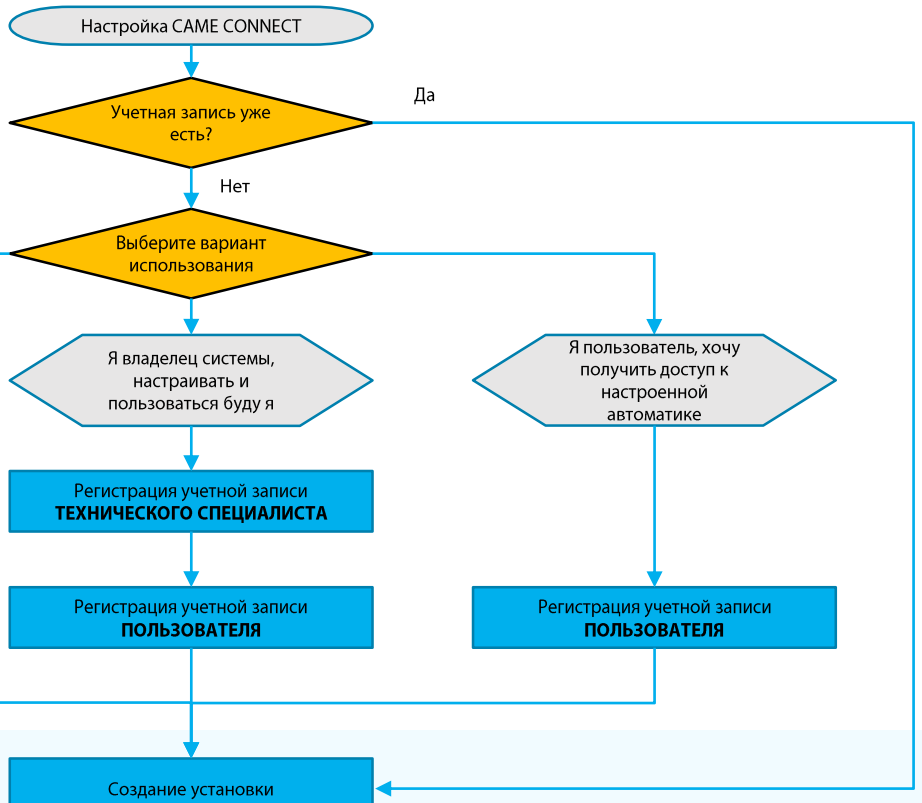 Настройка CAME CONNECT
Учетная запись уже
есть?
Да
Нет
Выберите вариант
использования
Я владелец системы,
настраивать и
пользоваться буду я
Я пользователь, хочу
получить доступ к
настроенной
автоматике
Регистрация учетной записи
ТЕХНИЧЕСКОГО СПЕЦИАЛИСТА
Регистрация учетной записи
ПОЛЬЗОВАТЕЛЯ
Регистрация учетной записи
ПОЛЬЗОВАТЕЛЯ
Создание установки